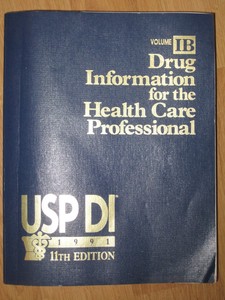 VOLUME IB
Drug
Information
for the
Health Care
Professional
USP DI
1991
11TH EDITION